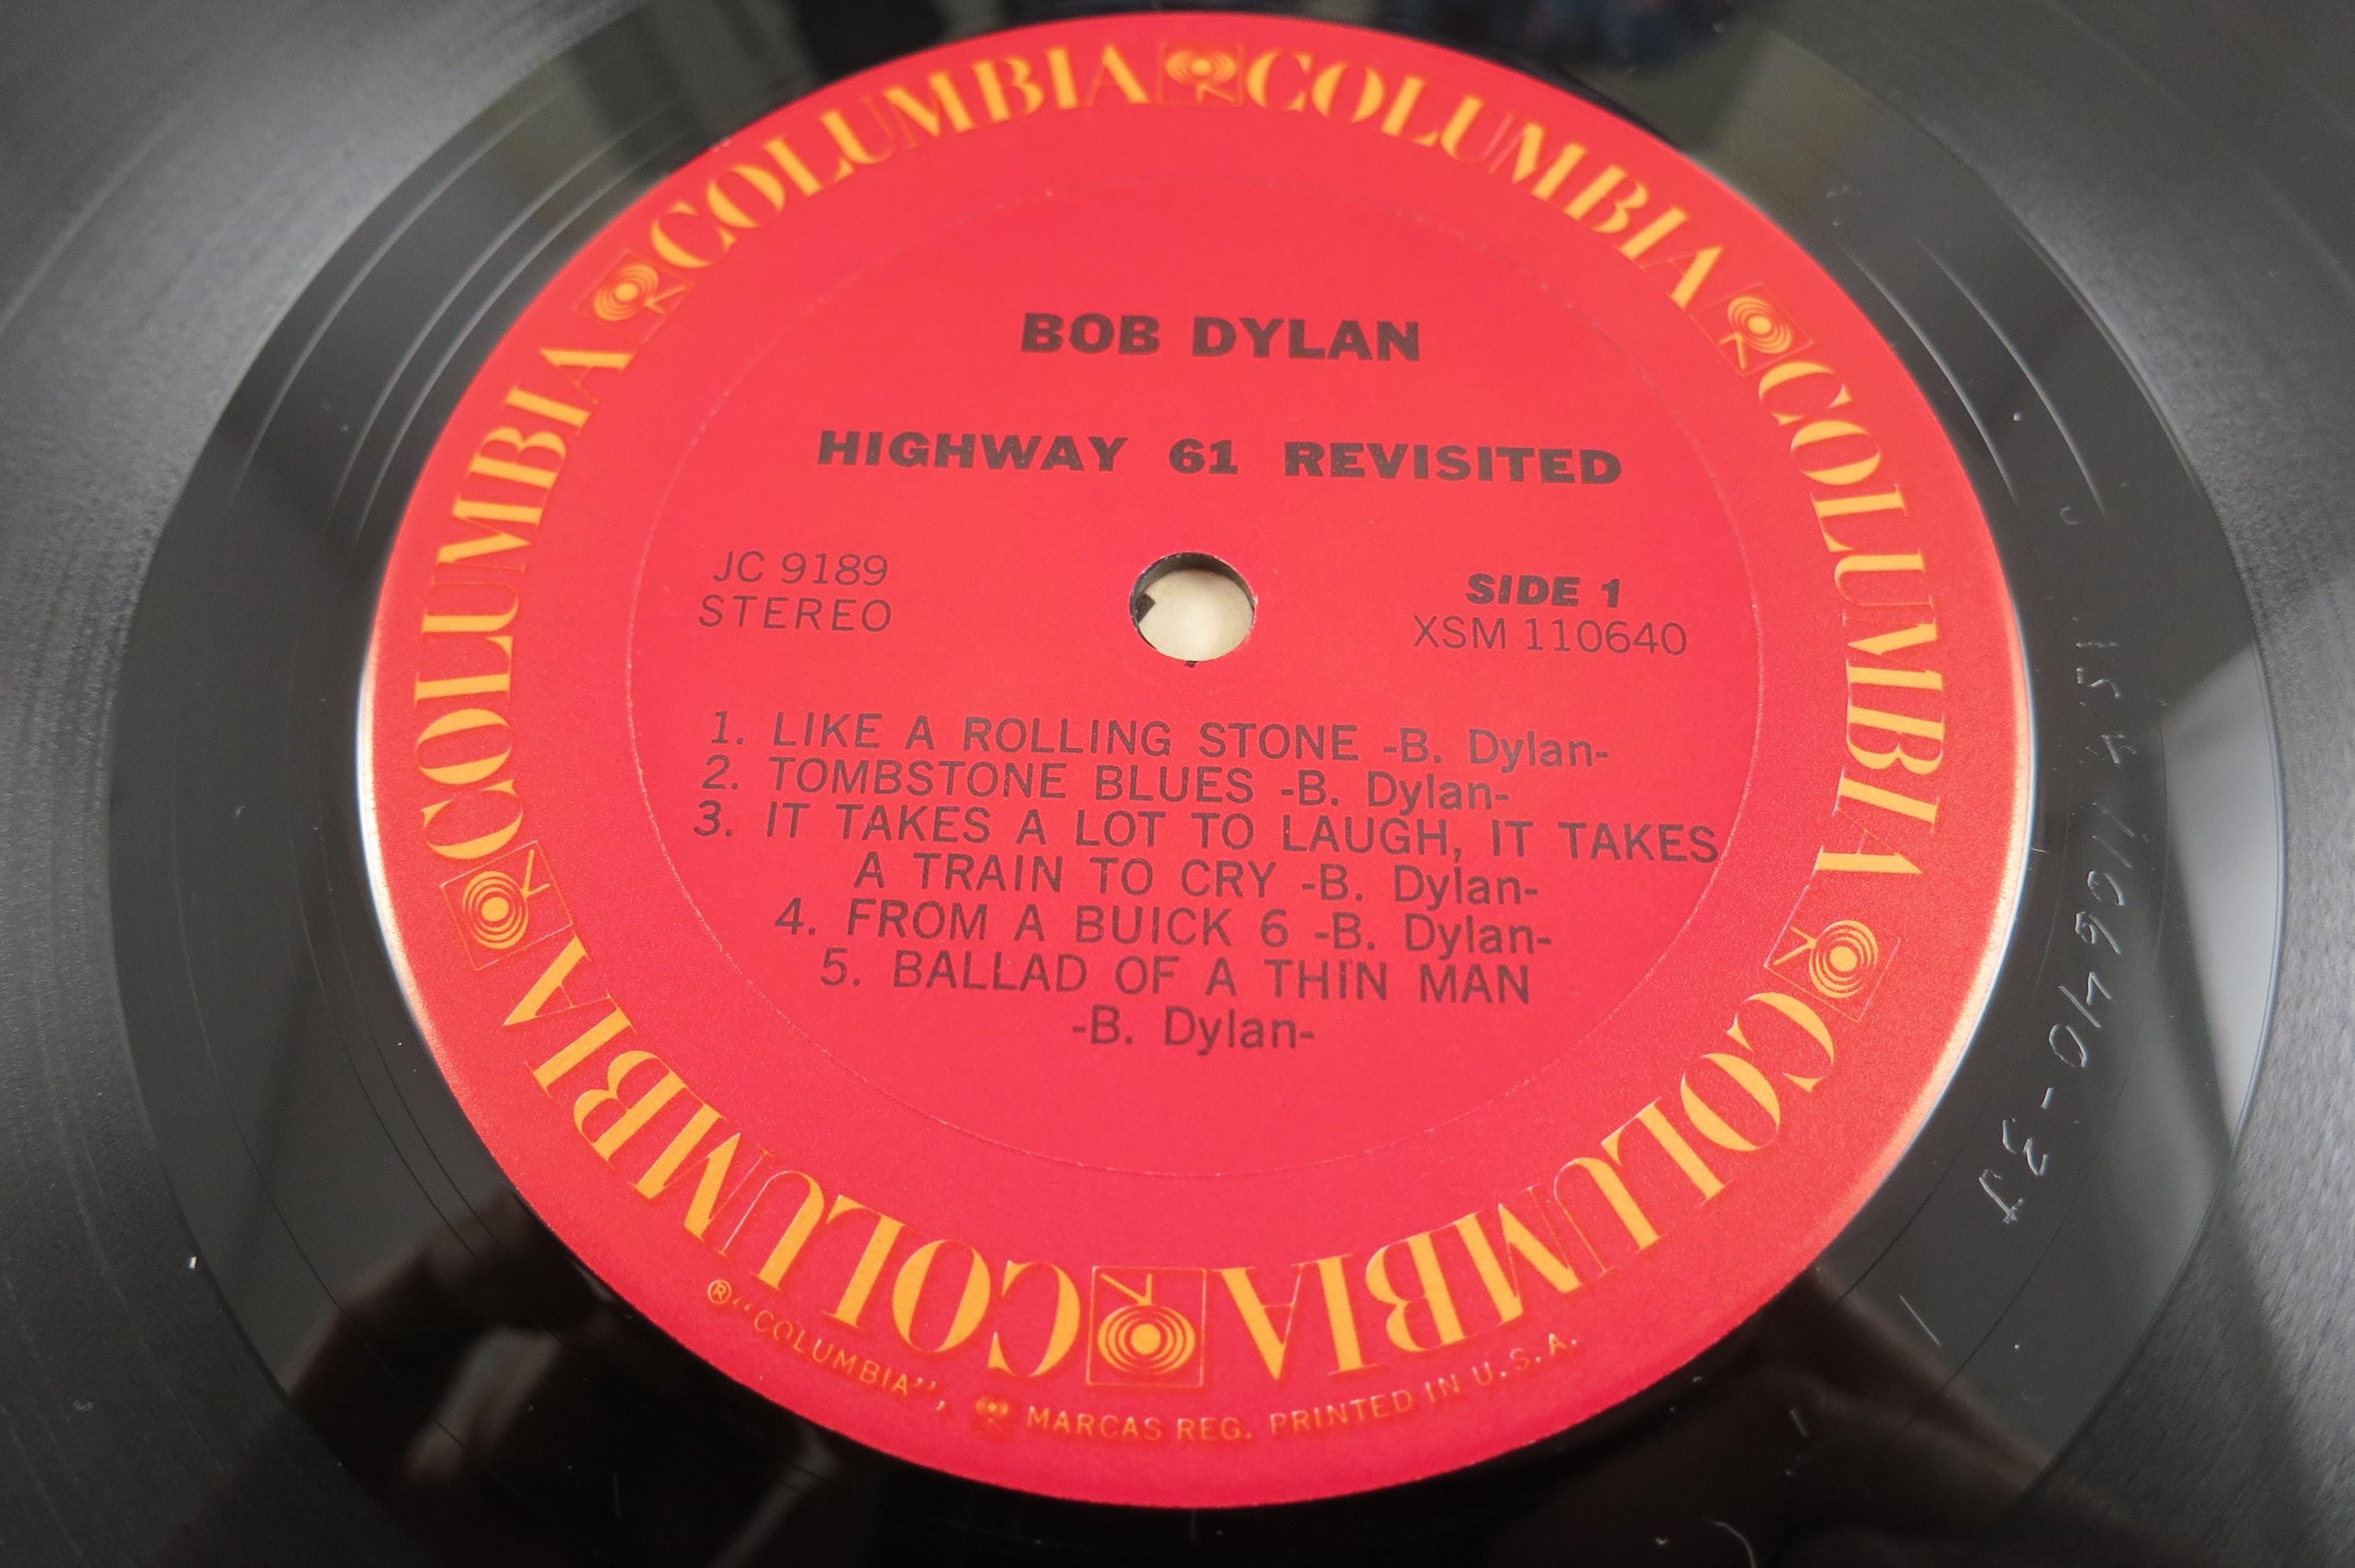 COLUMBIA COLUMBIA COLUMBIA COLUMBIA COLUMBIA COLUMBIA
BOB DYLAN
HIGHWAY 61 REVISITED
JC 9189
STEREO
SIDE 1
XSM 110640
1. LIKE A ROLLING STONE -B. Dylan-
2. TOMBSTONE BLUES -B. Dylan-
3. IT TAKES A LOT TO LAUGH, IT TAKES
A TRAIN TO CRY -B. Dylan-
4. FROM A BUICK 6 -B. Dylan-
5. BALLAD OF A THIN MAN
-B. Dylan-
® "COLUMBIA", MARCAS REG. PRINTED IN U.S.A.